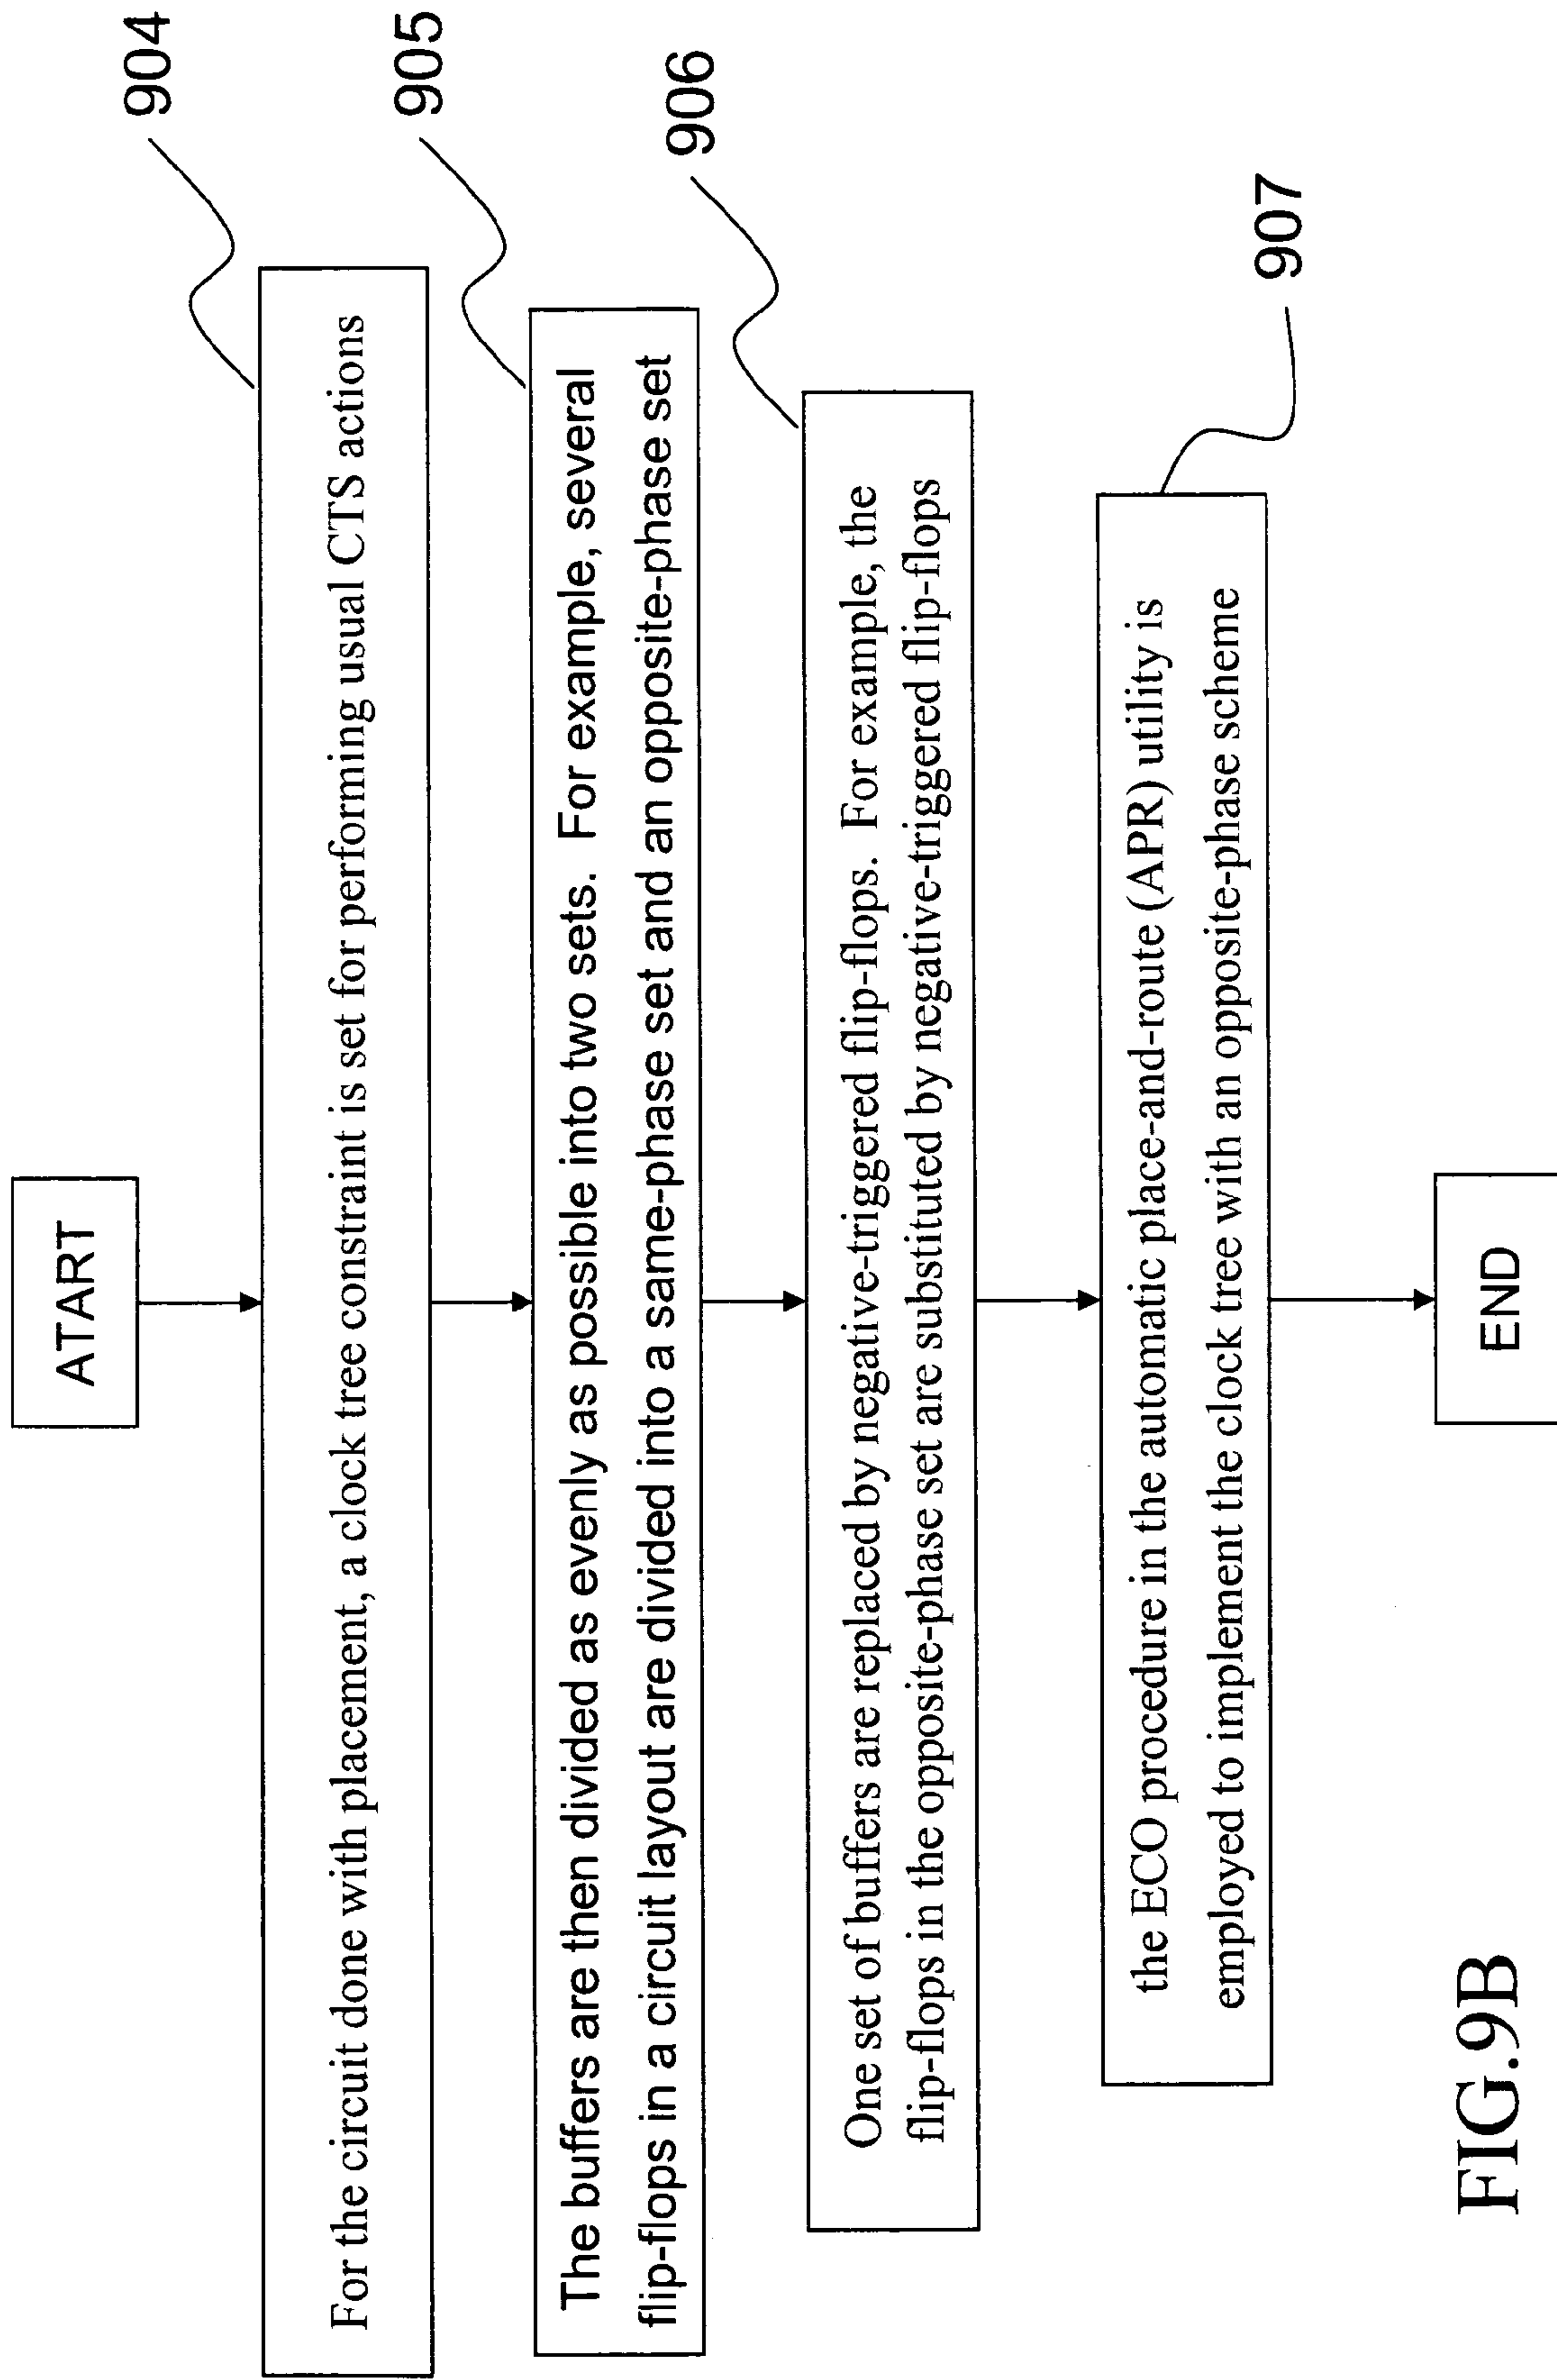 ATART
904
For the circuit done with placement, a clock tree constraint is set for performing usual CTS actions
905
The buffers are then divided as evenly as possible into two sets. For example, several
flip-flops in a circuit layout are divided into a same-phase set and an opposite-phase set
906
One set of buffers are replaced by negative-triggered flip-flops. For example, the
flip-flops in the opposite-phase set are substituted by negative-triggered flip-flops
907
the ECO procedure in the automatic place-and-route (APR) utility is
employed to implement the clock tree with an opposite-phase scheme
END
FIG.9B